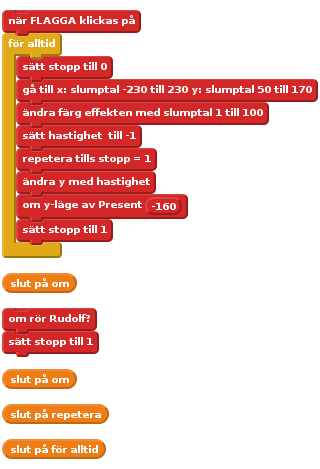 när FLAGGA klickas på
för alltid
sätt stopp till 0
gå till x: slumptal -230 till 230 y: slumptal 50 till 170
ändra färg effekten med slumptal 1 till 100
sätt hastighet till -1
repetera tills stopp = 1
ändra y med hastighet
om y-läge av Present -160
sätt stopp till 1
slut på om
om rör Rudolf?
sätt stopp till 1
slut på om
slut på repetera
slut på för alltid